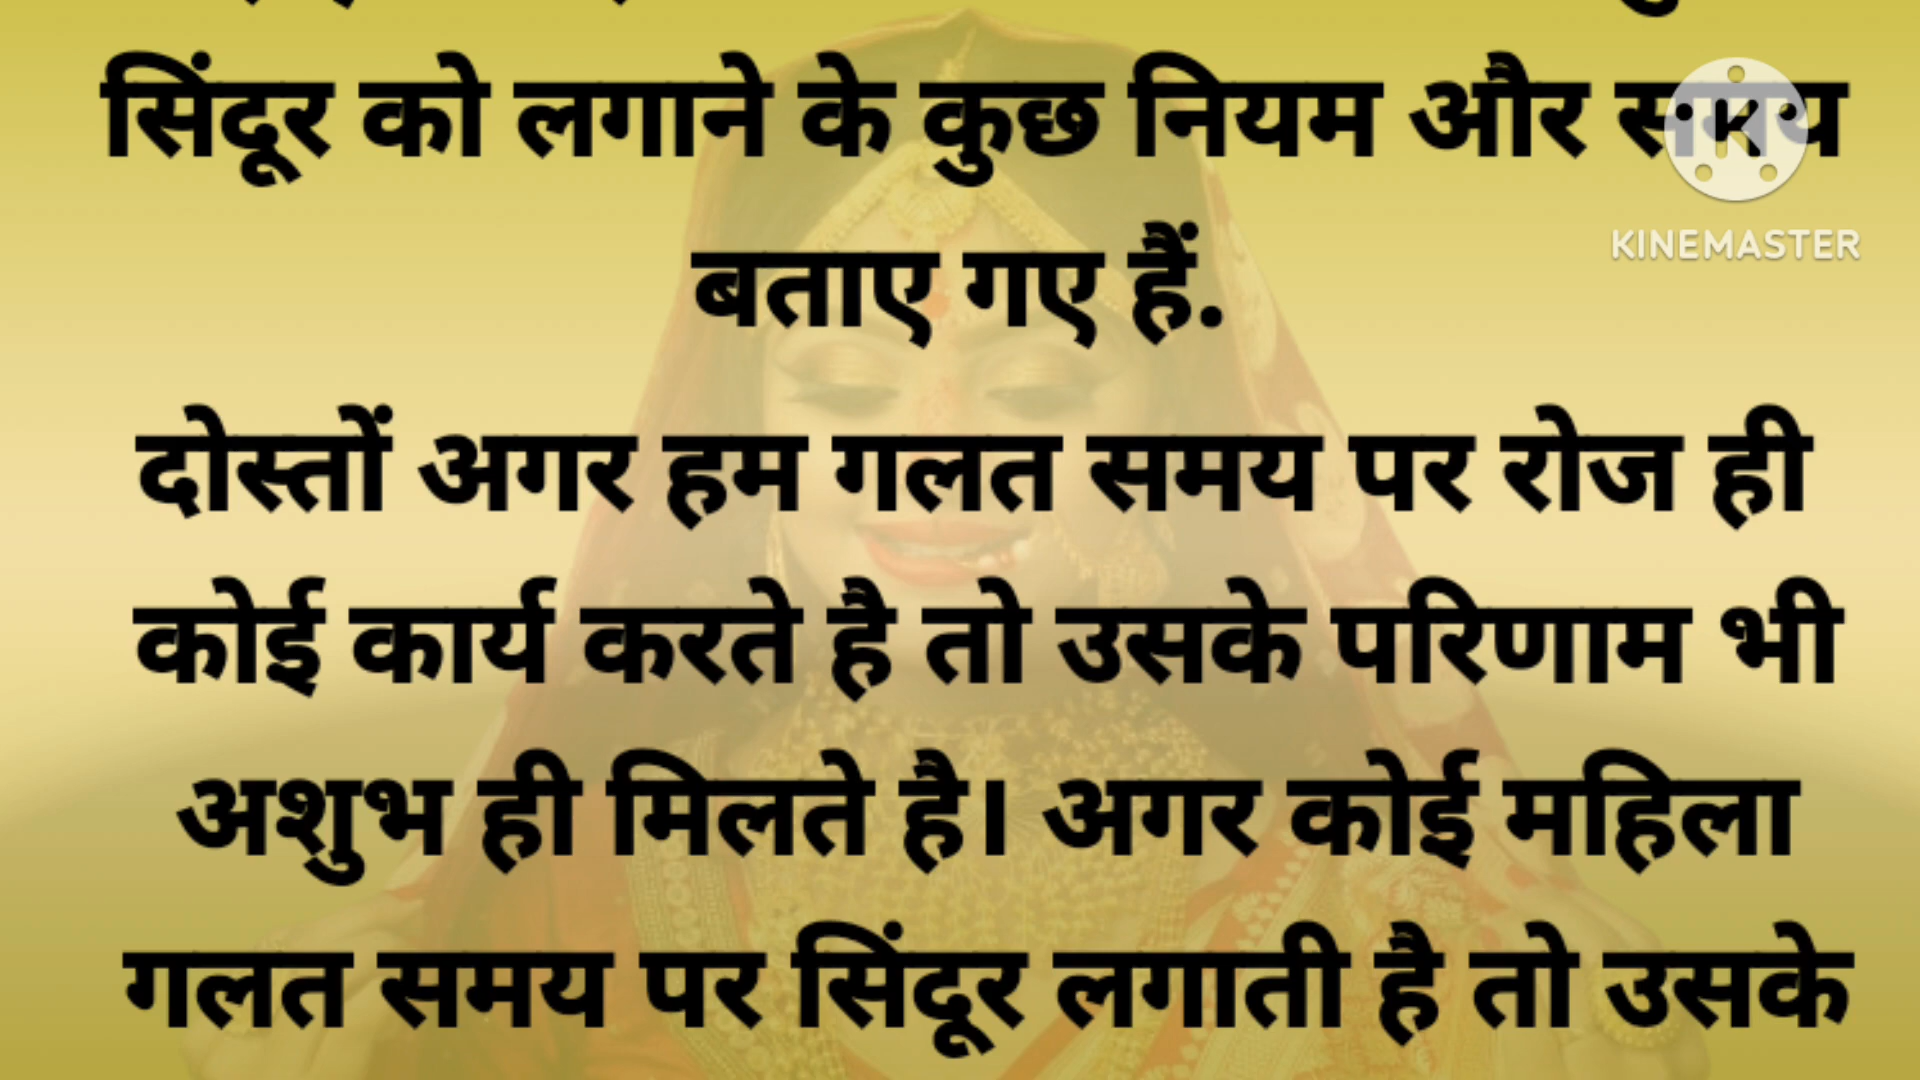 सिंदूर को लगाने के कुछ नियम और समय
बताए गए हैं.
KINEMASTER
दोस्तों अगर हम गलत समय पर रोज ही
कोई कार्य करते है तो उसके परिणाम भी
अशुभ ही मिलते है। अगर कोई महिला
गलत समय पर सिंदूर लगाती है तो उसके